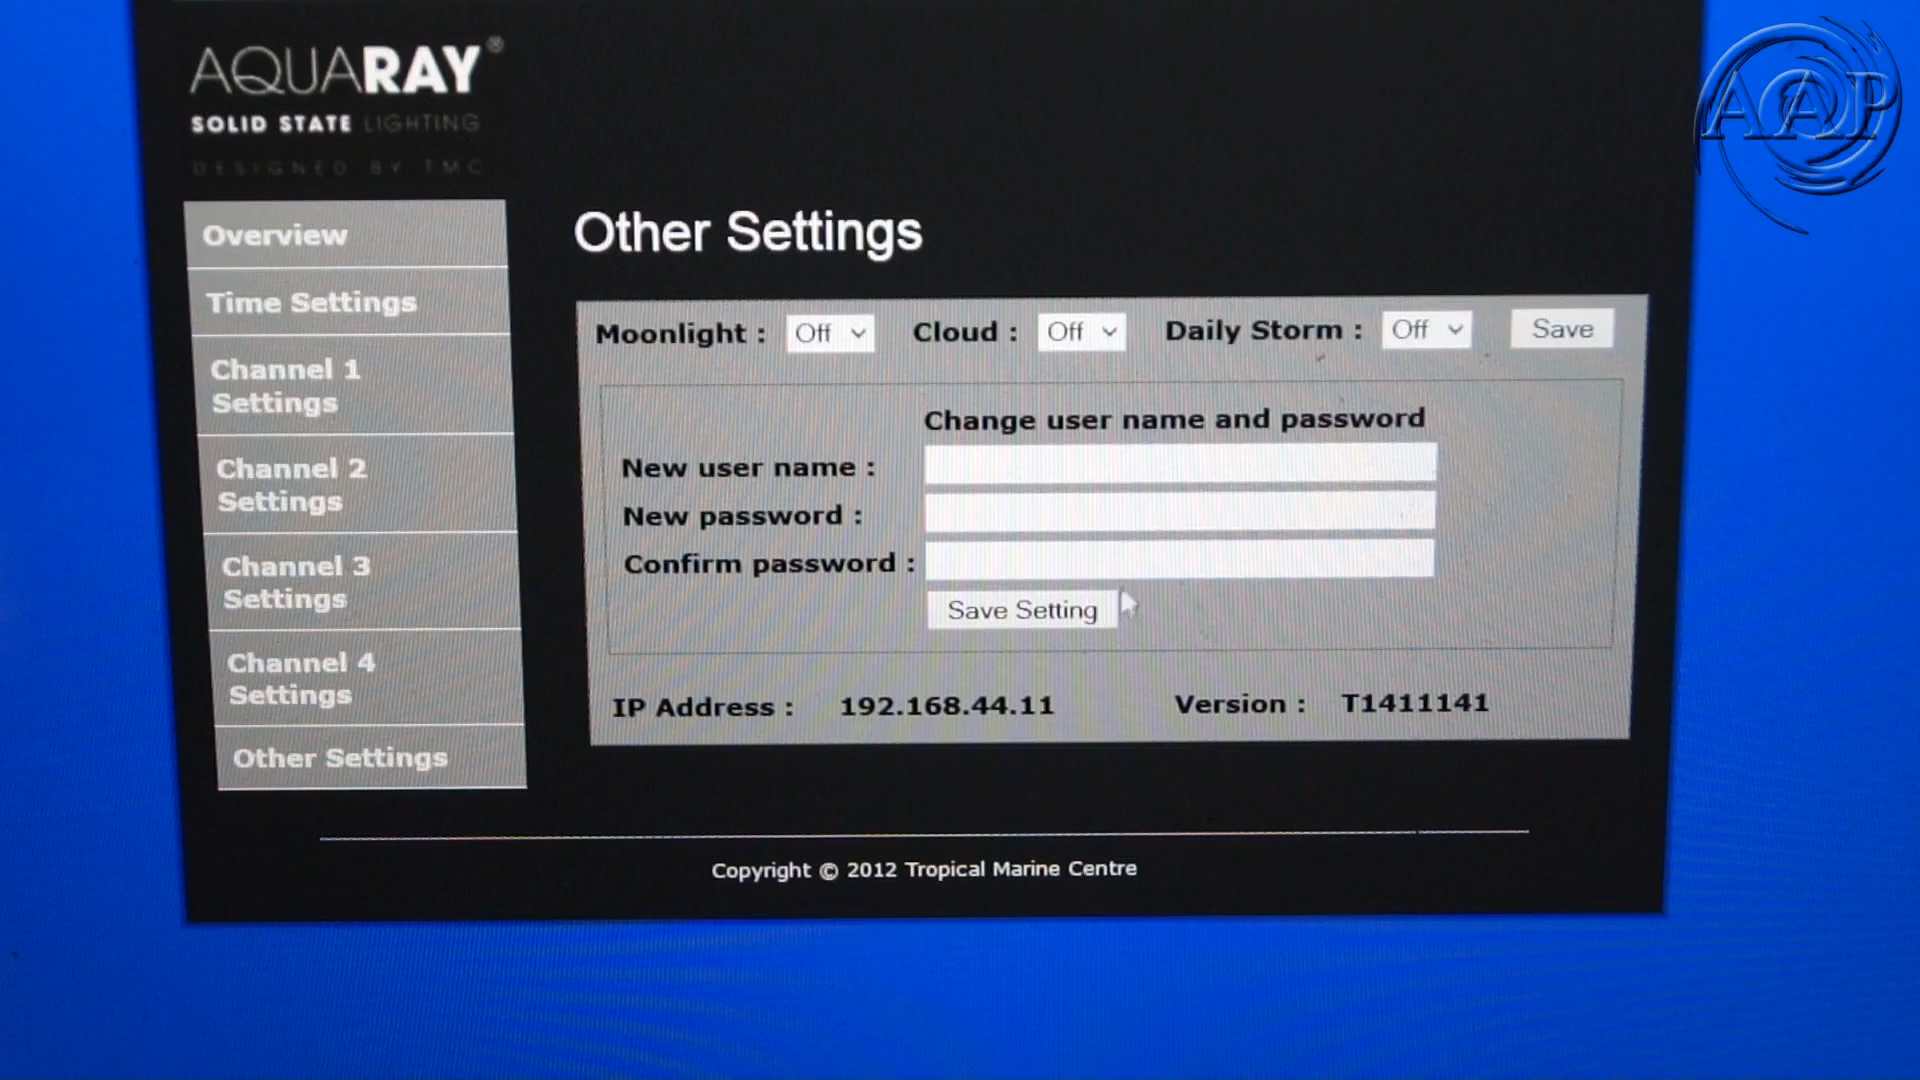 AQUARAY®
SOLID STATE LIGHTING
DESIGNED BY TMC
AAP
Overview
Time Settings
Channel 1
Settings
Channel 2
Settings
Channel 3
Settings
Channel 4
Settings
Other Settings
Other Settings
Moonlight : Off Cloud : Off Daily Storm : Off Save
Change user name and password
New user name :
New password :
Confirm password :
Save Setting
IP Address : 192.168.44.11 Version : T1411141
Copyright © 2012 Tropical Marine Centre